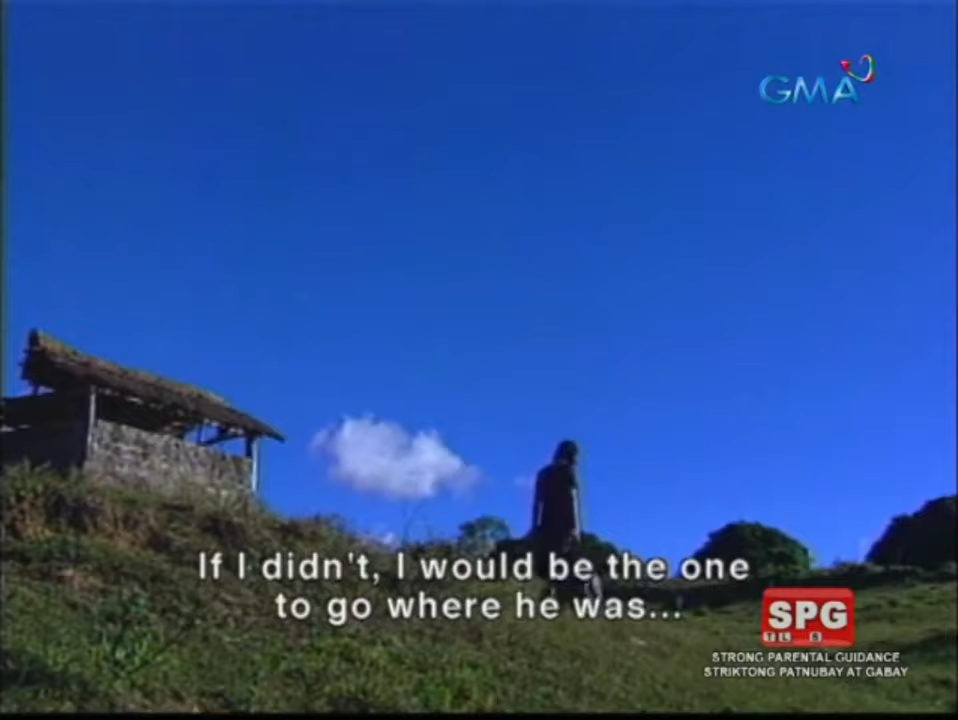 GMA
If I didn't, I would be the one
to go where he was...
SPG
TL S
STRONG PARENTAL GUIDANCE
STRIKTONG PATNUBAY AT GABAY